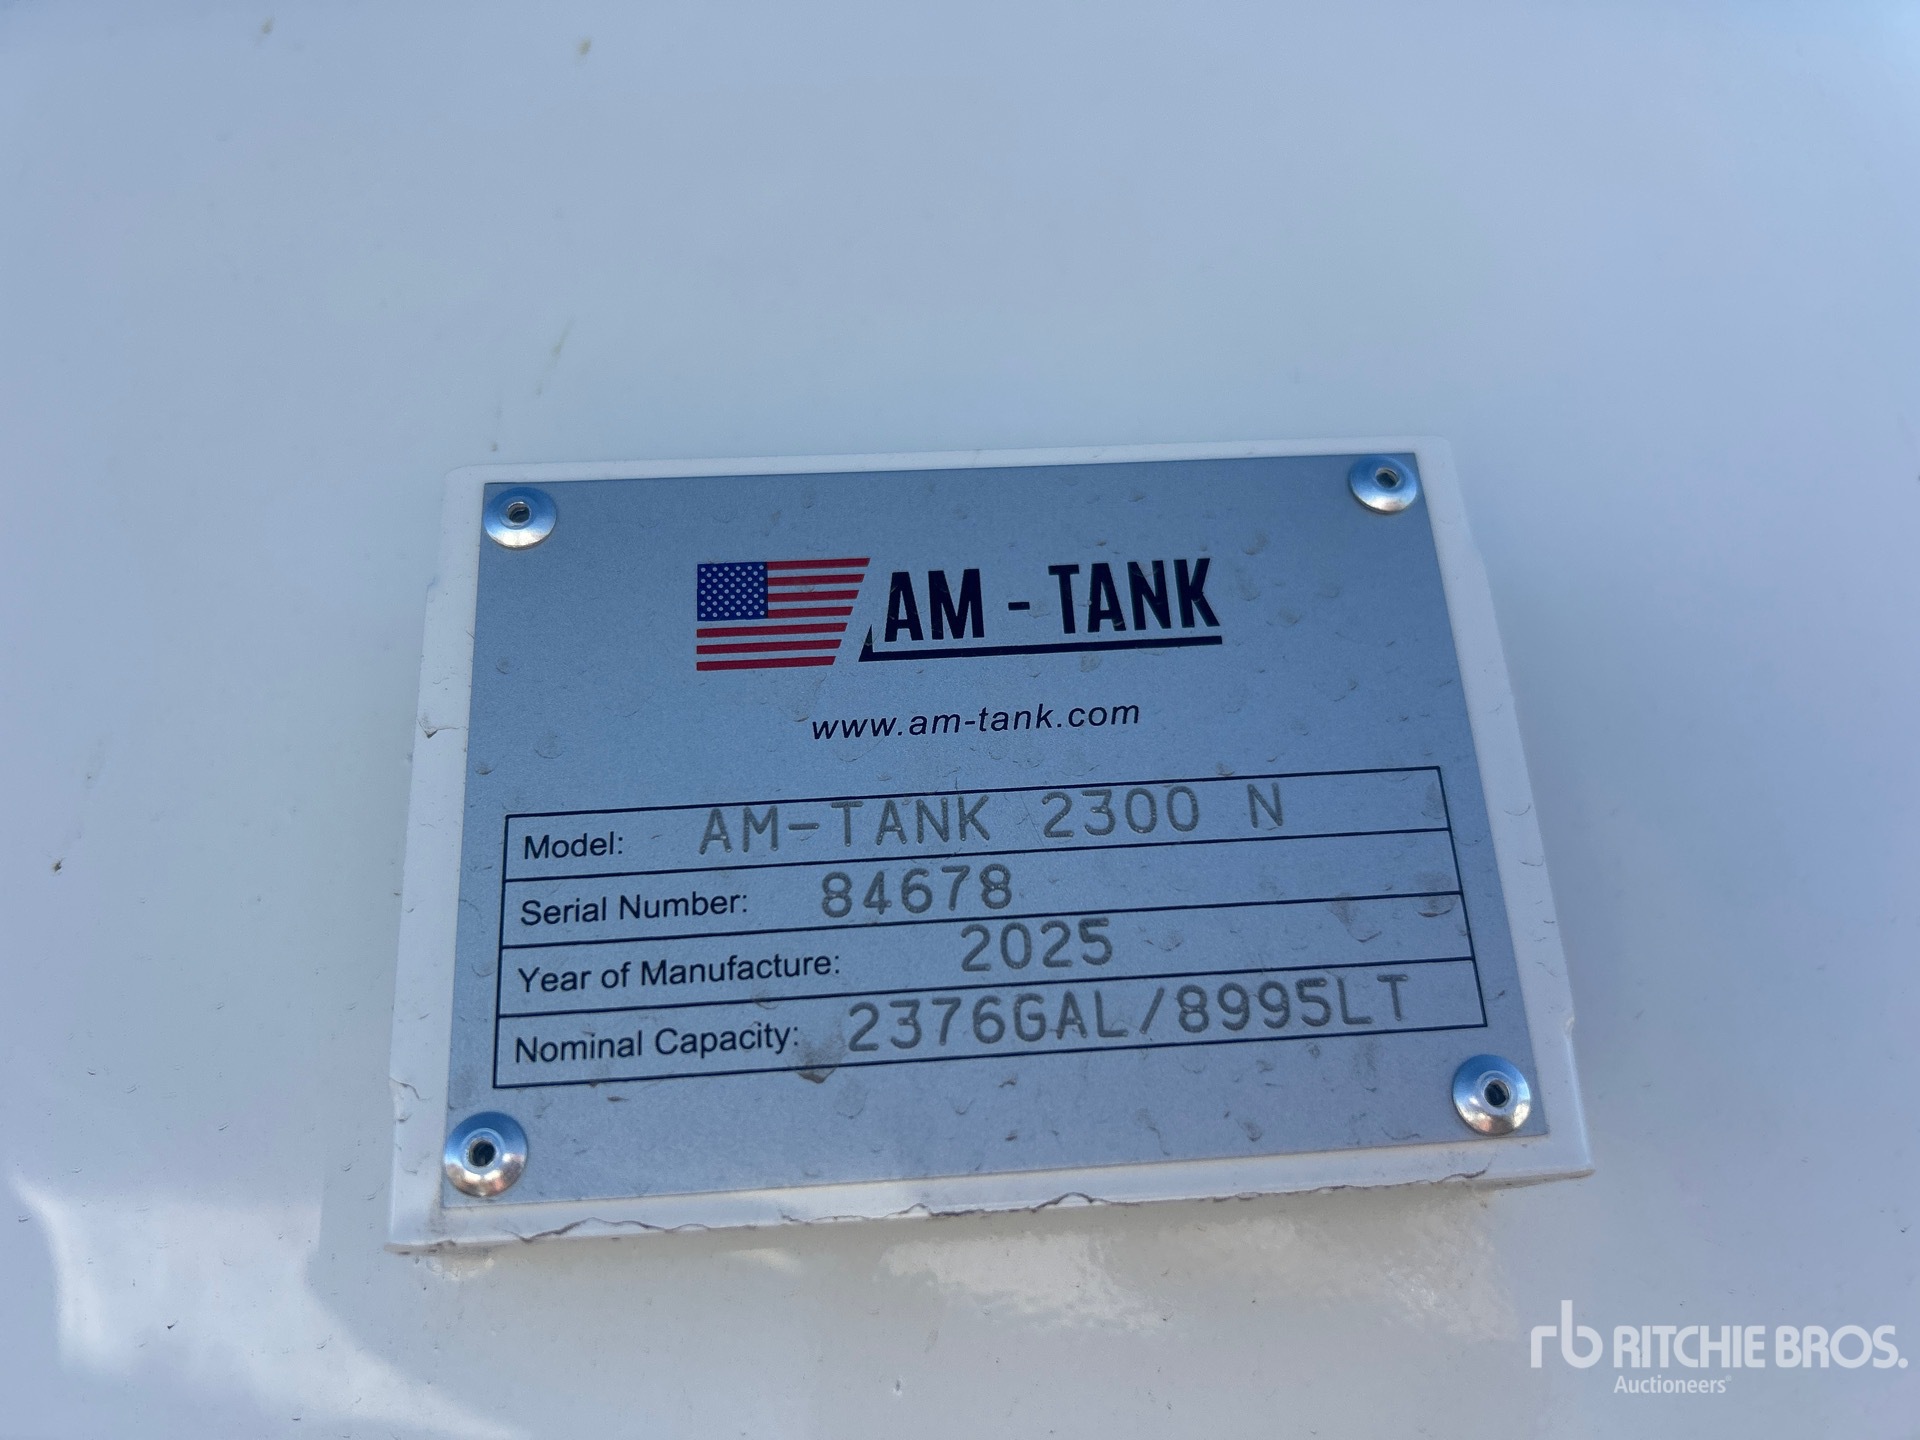 AM - TANK
www.am-tank.com
Model: AM-TANK 2300 N
Serial Number: 84678
Year of Manufacture: 2025
Nominal Capacity: 2376GAL/8995LT
rb RITCHIE BROS.
Auctioneers